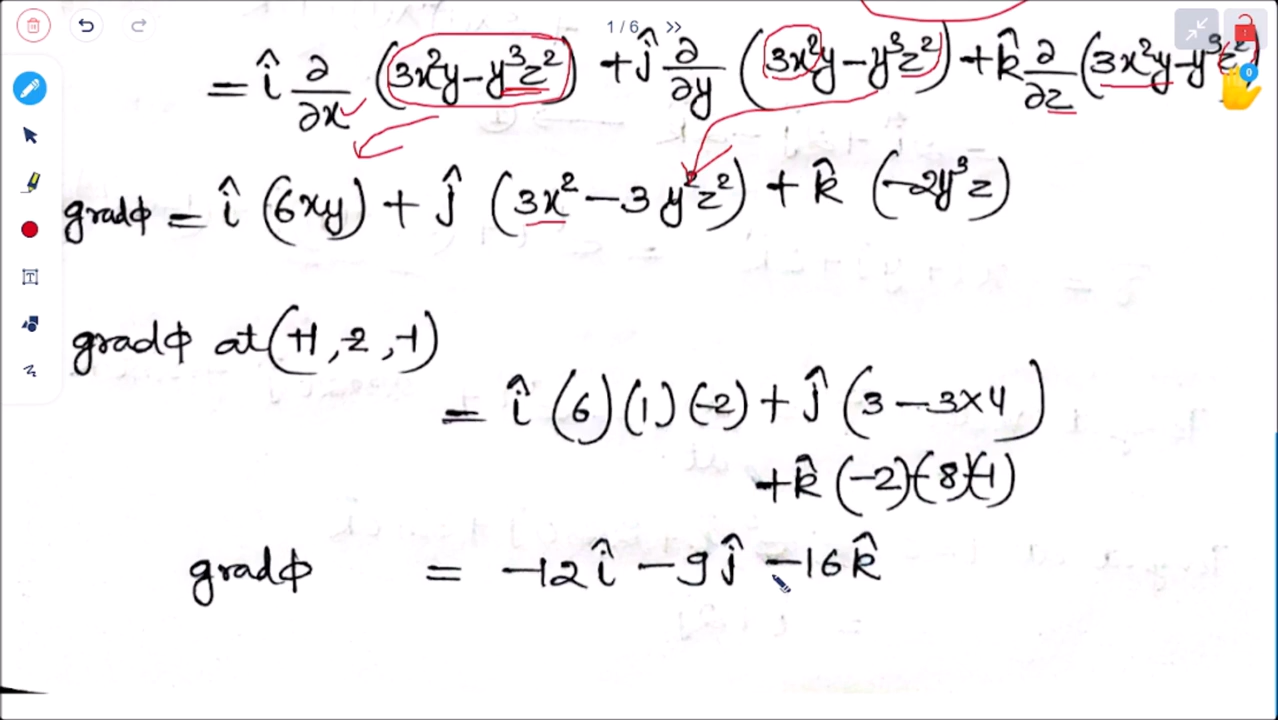 1 / 6 >>
= î ∂/∂x (3x²y − y³z²) + ĵ ∂/∂y (3x²y − y³z²) + k̂ ∂/∂z (3x²y − y³z²)
0
gradϕ = î (6xy) + ĵ (3x² − 3y²z²) + k̂ (−2y³z)
gradϕ at (+1, -2, -1)
= î (6)(1)(-2) + ĵ (3 − 3×4)
+ k̂ (−2)(-8)(-1)
gradϕ = −12î − 9ĵ − 16k̂